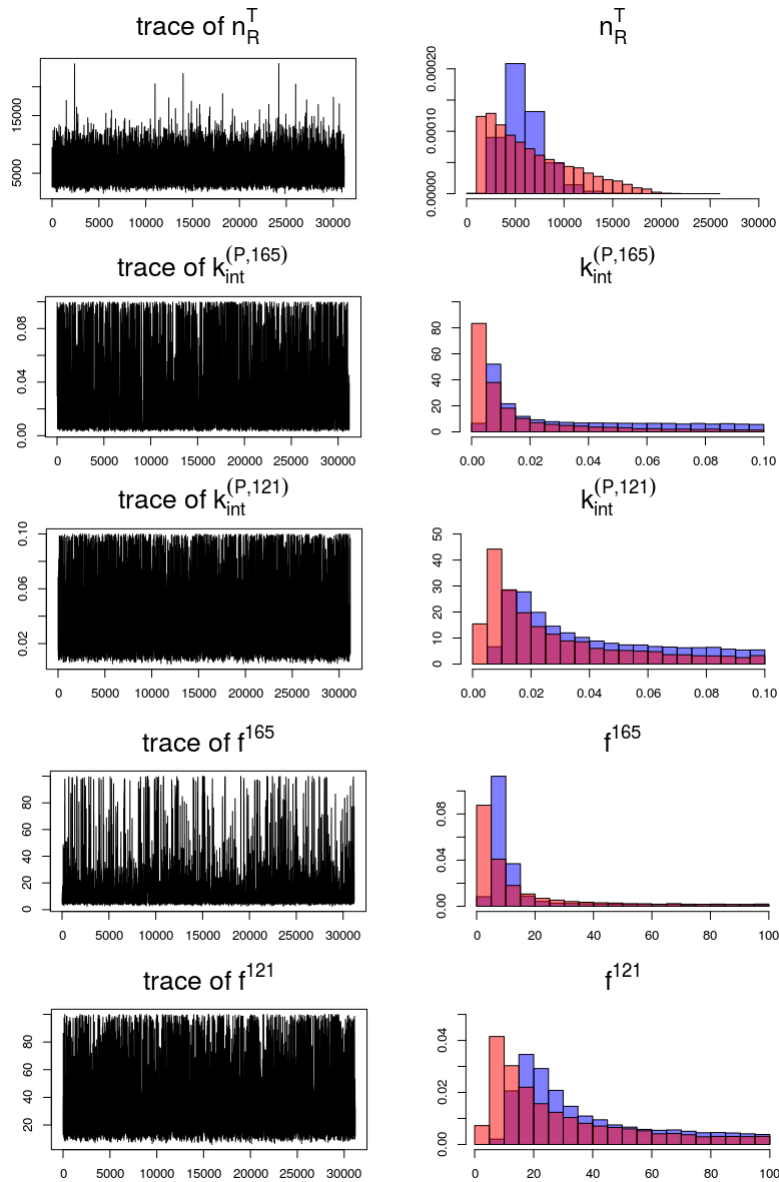 trace of n_R^T
n_R^T
5000 15000
0 5000 10000 15000 20000 25000 30000
0.00000 0.00010 0.00020
0 5000 10000 15000 20000 25000 30000
trace of k_int^(P,165)
k_int^(P,165)
0.00 0.04 0.08
0 5000 10000 15000 20000 25000 30000
0 20 40 60 80
0.00 0.02 0.04 0.06 0.08 0.10
trace of k_int^(P,121)
k_int^(P,121)
0.02 0.06 0.10
0 5000 10000 15000 20000 25000 30000
0 10 20 30 40 50
0.00 0.02 0.04 0.06 0.08 0.10
trace of f^165
f^165
0 20 40 60 80
0 5000 10000 15000 20000 25000 30000
0.00 0.04 0.08
0 20 40 60 80 100
trace of f^121
f^121
20 40 60 80
0 5000 10000 15000 20000 25000 30000
0.00 0.02 0.04
0 20 40 60 80 100